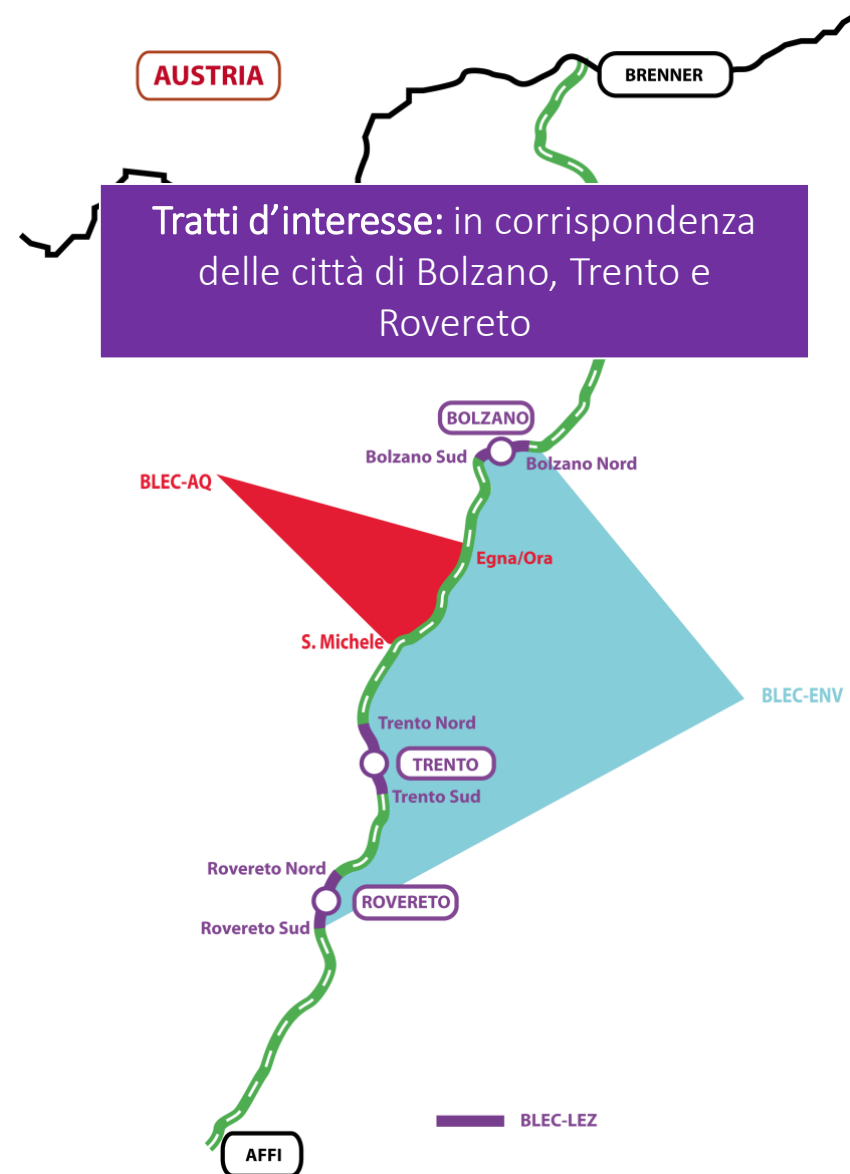 AUSTRIA
BRENNER
Tratti d’interesse: in corrispondenza
delle città di Bolzano, Trento e
Rovereto
BOLZANO
Bolzano Sud
Bolzano Nord
BLEC-AQ
Egna/Ora
S. Michele
BLEC-ENV
Trento Nord
TRENTO
Trento Sud
Rovereto Nord
ROVERETO
Rovereto Sud
BLEC-LEZ
AFFI